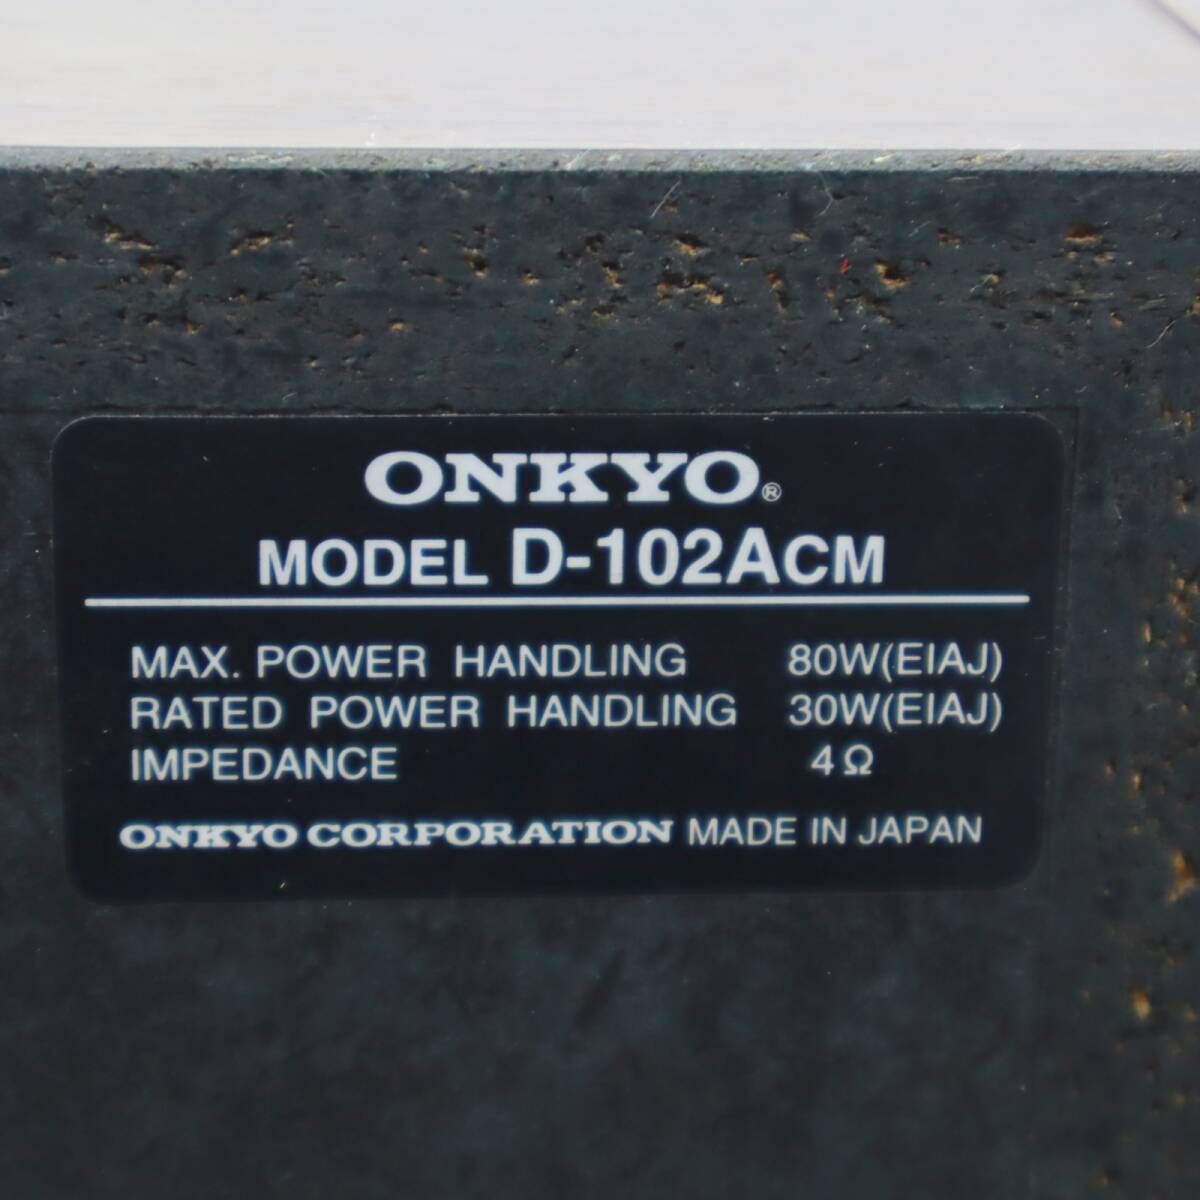 ONKYO®
MODEL D-102ACM
MAX. POWER HANDLING 80W(EIAJ)
RATED POWER HANDLING 30W(EIAJ)
IMPEDANCE 4Ω
ONKYO CORPORATION MADE IN JAPAN